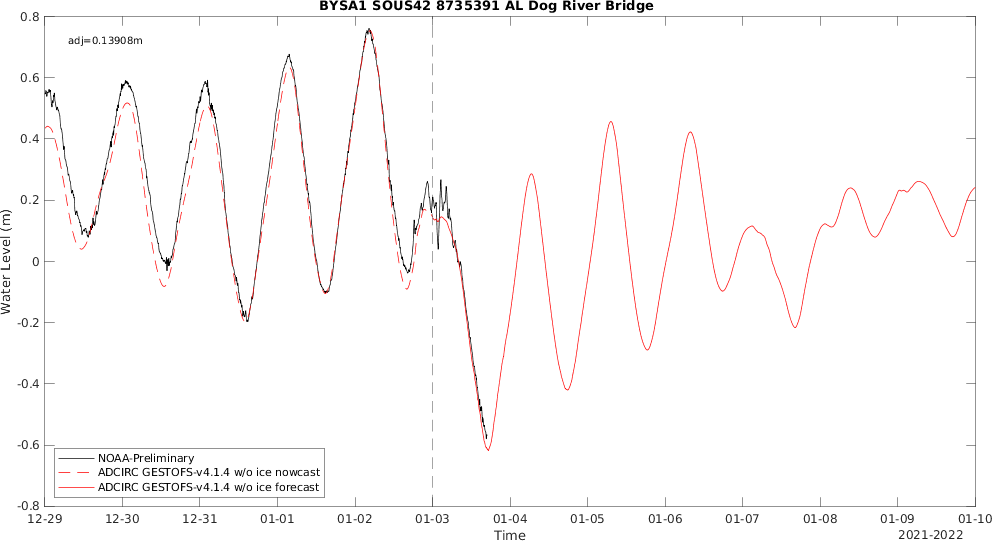 BYSA1 SOUS42 8735391 AL Dog River Bridge
adj=0.13908m
0.8
0.6
0.4
0.2
0
-0.2
-0.4
-0.6
-0.8
Water Level (m)
NOAA-Preliminary
ADCIRC GESTOFS-v4.1.4 w/o ice nowcast
ADCIRC GESTOFS-v4.1.4 w/o ice forecast
12-29 12-30 12-31 01-01 01-02 01-03 01-04 01-05 01-06 01-07 01-08 01-09 01-10
Time
2021-2022